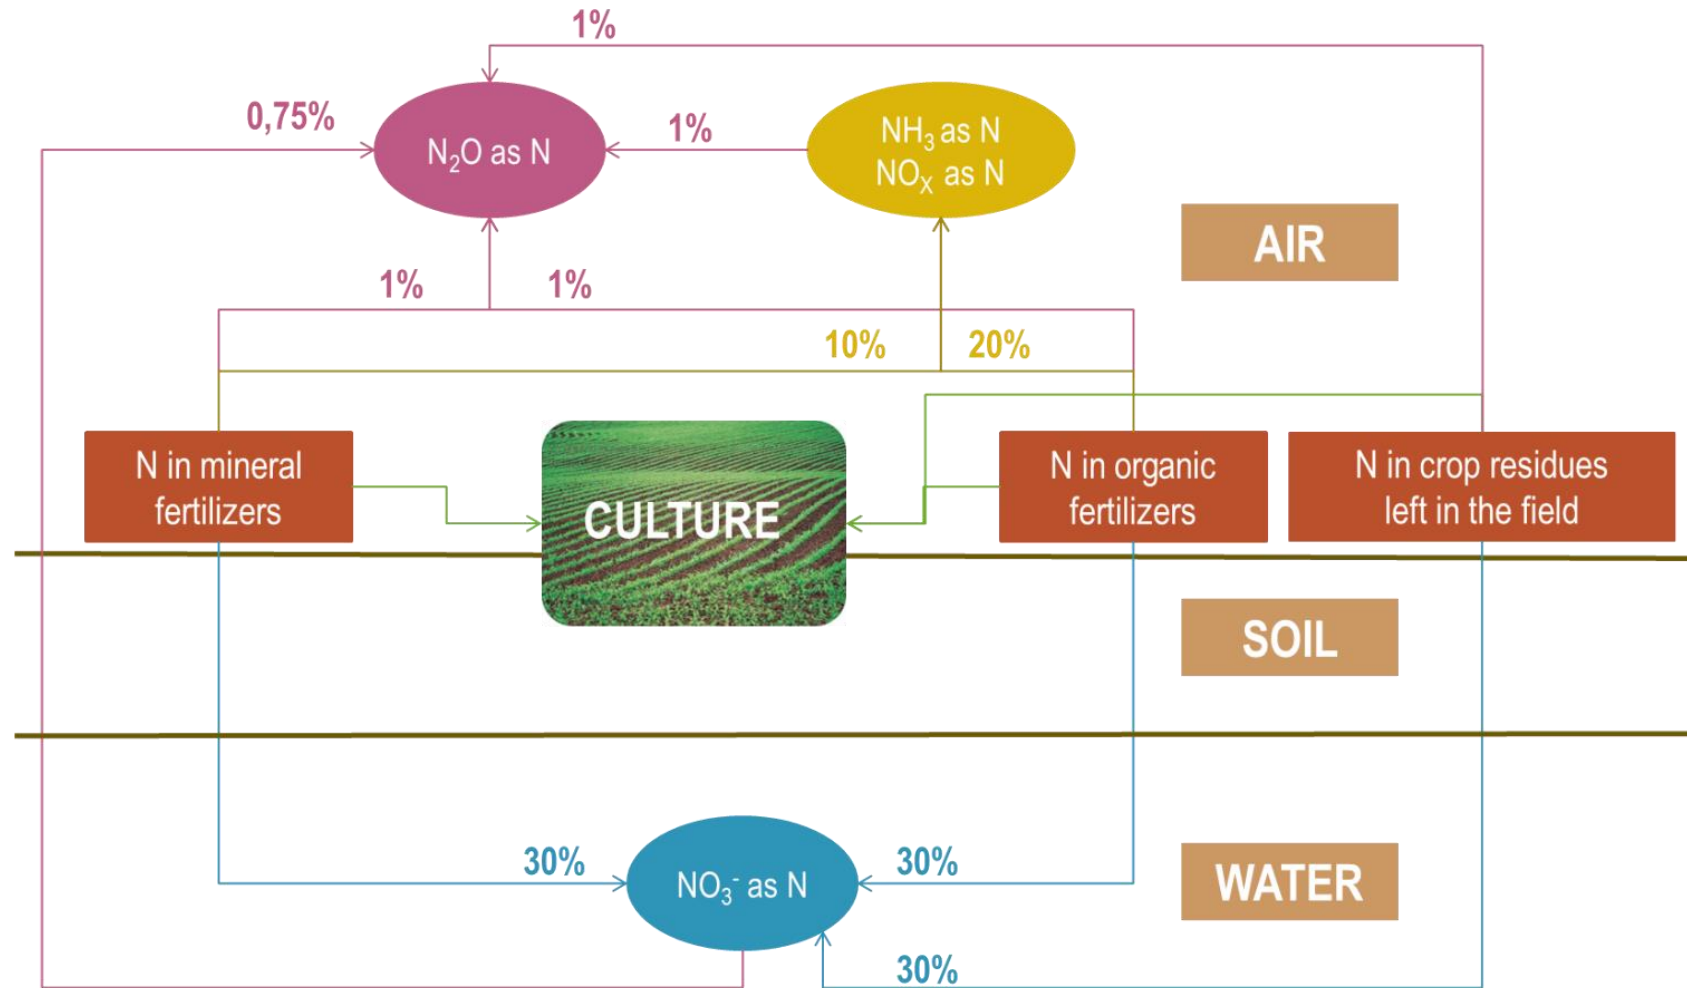 1%
0,75%
N₂O as N
1%
NH₃ as N
NOₓ as N
AIR
1%
1%
10%
20%
N in mineral
fertilizers
CULTURE
N in organic
fertilizers
N in crop residues
left in the field
SOIL
30%
NO₃⁻ as N
30%
WATER
30%